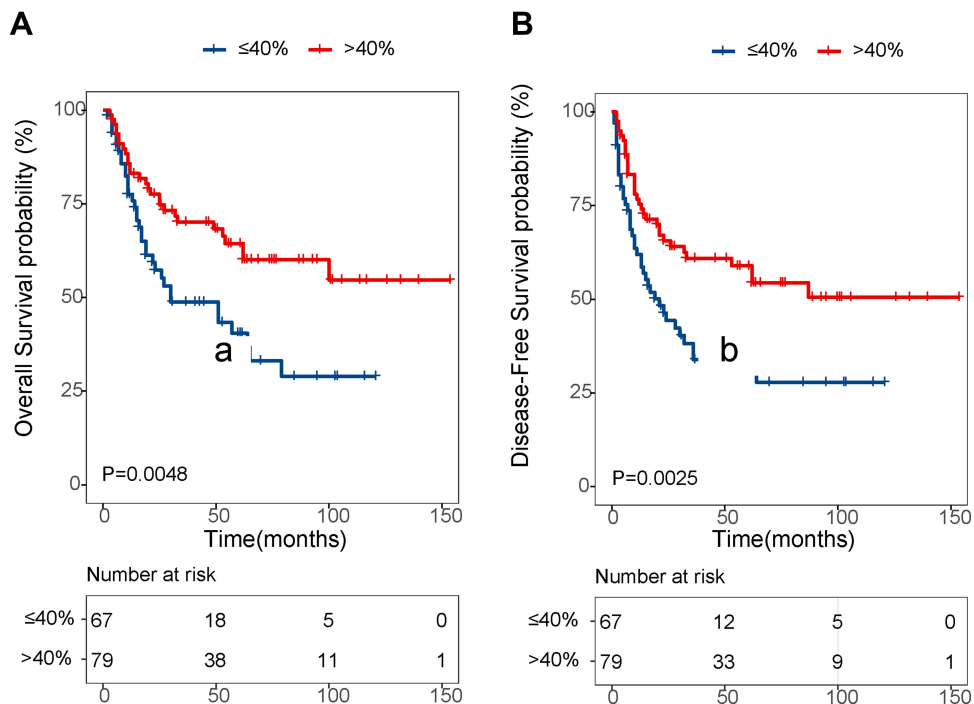 A
≤40% >40%
Overall Survival probability (%)
100
75
50
25
0
a
P=0.0048
0 50 100 150
Time(months)
Number at risk
≤40% 67 18 5 0
>40% 79 38 11 1
0 50 100 150
B
≤40% >40%
Disease-Free Survival probability (%)
100
75
50
25
0
b
P=0.0025
0 50 100 150
Time(months)
Number at risk
≤40% 67 12 5 0
>40% 79 33 9 1
0 50 100 150